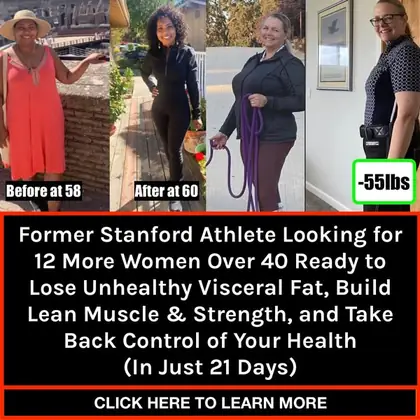 Before at 58
After at 60
-55lbs
Former Stanford Athlete Looking for
12 More Women Over 40 Ready to
Lose Unhealthy Visceral Fat, Build
Lean Muscle & Strength, and Take
Back Control of Your Health
(In Just 21 Days)
CLICK HERE TO LEARN MORE